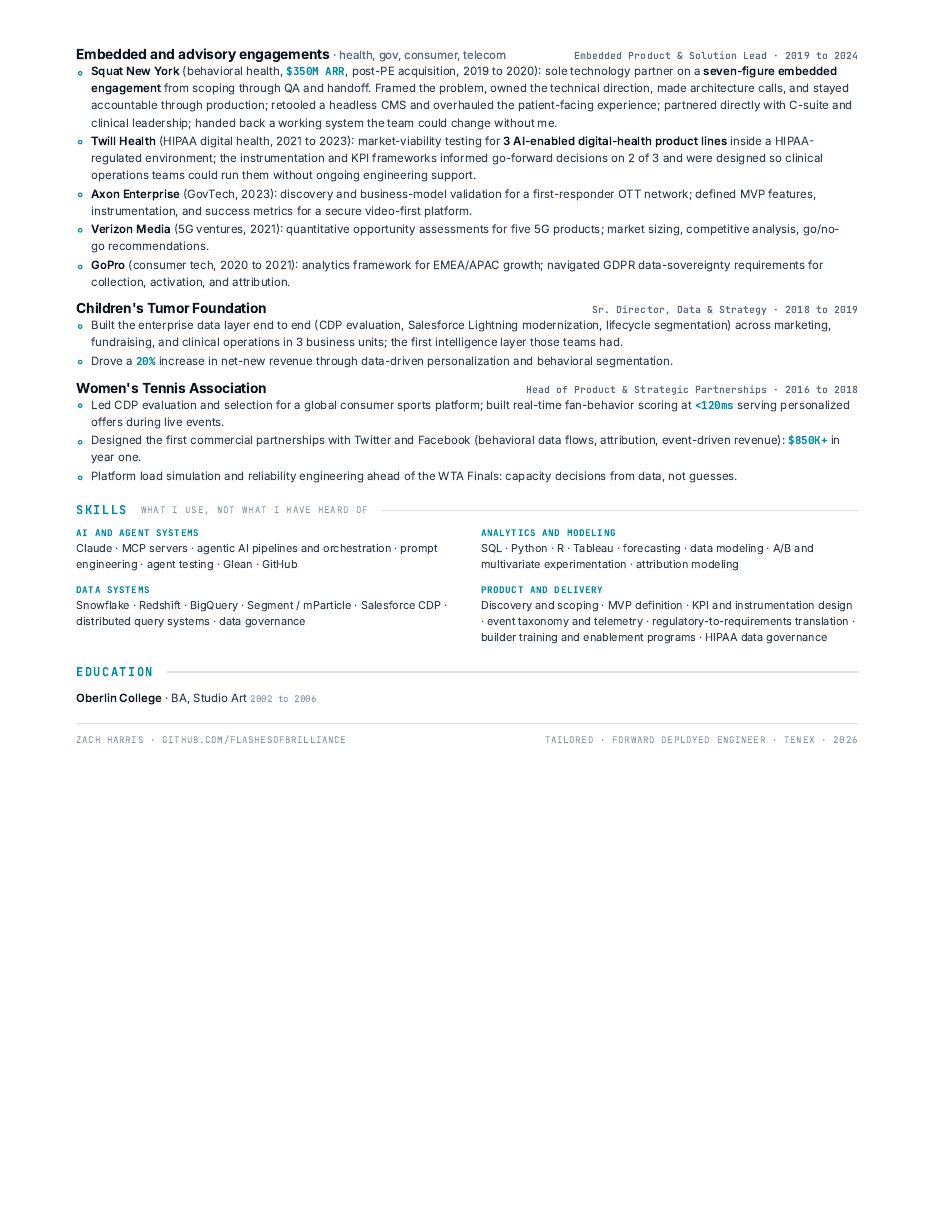 Embedded and advisory engagements · health, gov, consumer, telecom Embedded Product & Solution Lead · 2019 to 2024
Squat New York (behavioral health, $350M ARR, post-PE acquisition, 2019 to 2020): sole technology partner on a seven-figure embedded
engagement from scoping through QA and handoff. Framed the problem, owned the technical direction, made architecture calls, and stayed
accountable through production; retooled a headless CMS and overhauled the patient-facing experience; partnered directly with C-suite and
clinical leadership; handed back a working system the team could change without me.
Twill Health (HIPAA digital health, 2021 to 2023): market-viability testing for 3 AI-enabled digital-health product lines inside a HIPAA-
regulated environment; the instrumentation and KPI frameworks informed go-forward decisions on 2 of 3 and were designed so clinical
operations teams could run them without ongoing engineering support.
Axon Enterprise (GovTech, 2023): discovery and business-model validation for a first-responder OTT network; defined MVP features,
instrumentation, and success metrics for a secure video-first platform.
Verizon Media (5G ventures, 2021): quantitative opportunity assessments for five 5G products; market sizing, competitive analysis, go/no-
go recommendations.
GoPro (consumer tech, 2020 to 2021): analytics framework for EMEA/APAC growth; navigated GDPR data-sovereignty requirements for
collection, activation, and attribution.
Children's Tumor Foundation Sr. Director, Data & Strategy · 2018 to 2019
Built the enterprise data layer end to end (CDP evaluation, Salesforce Lightning modernization, lifecycle segmentation) across marketing,
fundraising, and clinical operations in 3 business units; the first intelligence layer those teams had.
Drove a 20% increase in net-new revenue through data-driven personalization and behavioral segmentation.
Women's Tennis Association Head of Product & Strategic Partnerships · 2016 to 2018
Led CDP evaluation and selection for a global consumer sports platform; built real-time fan-behavior scoring at <120ms serving personalized
offers during live events.
Designed the first commercial partnerships with Twitter and Facebook (behavioral data flows, attribution, event-driven revenue): $850K+ in
year one.
Platform load simulation and reliability engineering ahead of the WTA Finals: capacity decisions from data, not guesses.
SKILLS WHAT I USE, NOT WHAT I HAVE HEARD OF
AI AND AGENT SYSTEMS
Claude · MCP servers · agentic AI pipelines and orchestration · prompt
engineering · agent testing · Glean · GitHub
ANALYTICS AND MODELING
SQL · Python · R · Tableau · forecasting · data modeling · A/B and
multivariate experimentation · attribution modeling
DATA SYSTEMS
Snowflake · Redshift · BigQuery · Segment / mParticle · Salesforce CDP ·
distributed query systems · data governance
PRODUCT AND DELIVERY
Discovery and scoping · MVP definition · KPI and instrumentation design
· event taxonomy and telemetry · regulatory-to-requirements translation ·
builder training and enablement programs · HIPAA data governance
EDUCATION
Oberlin College · BA, Studio Art 2002 to 2006
ZACH HARRIS · GITHUB.COM/FLASHESOFBRILLIANCE TAILORED · FORWARD DEPLOYED ENGINEER · TENEX · 2026